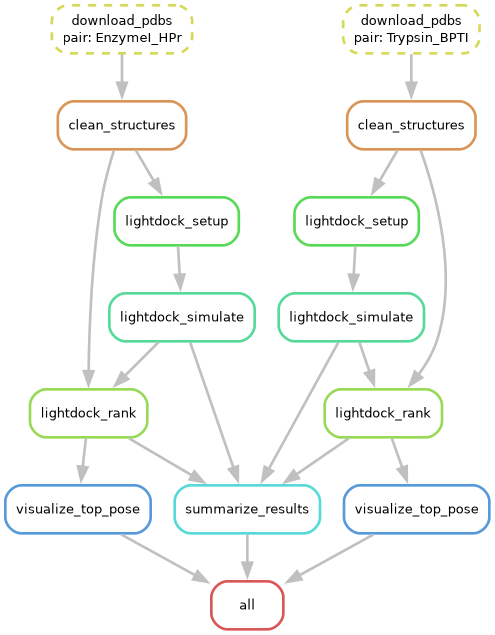 download_pdbs
pair: EnzymeI_HPr
download_pdbs
pair: Trypsin_BPTI
clean_structures
clean_structures
lightdock_setup
lightdock_setup
lightdock_simulate
lightdock_simulate
lightdock_rank
lightdock_rank
visualize_top_pose
summarize_results
visualize_top_pose
all